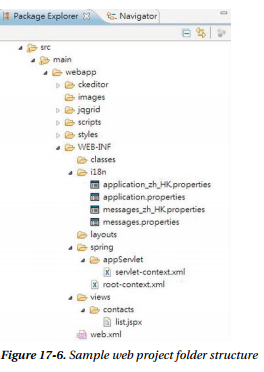 Package Explorer Navigator
src
main
webapp
ckeditor
images
jqgrid
scripts
styles
WEB-INF
classes
i18n
application_zh_HK.properties
application.properties
messages_zh_HK.properties
messages.properties
layouts
spring
appServlet
servlet-context.xml
root-context.xml
views
contacts
list.jspx
web.xml
Figure 17-6. Sample web project folder structure